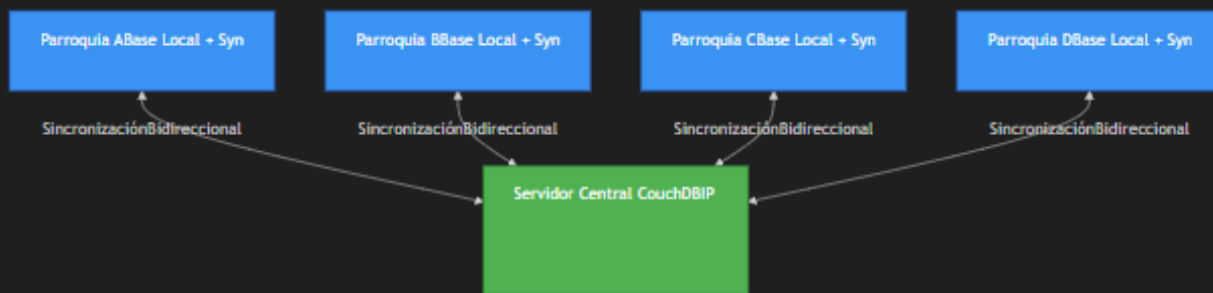 Parroquia ABase Local + Syn
Parroquia BBase Local + Syn
Parroquia CBase Local + Syn
Parroquia DBase Local + Syn
SincronizaciónBidireccional
SincronizaciónBidireccional
SincronizaciónBidireccional
SincronizaciónBidireccional
Servidor Central CouchDBIP